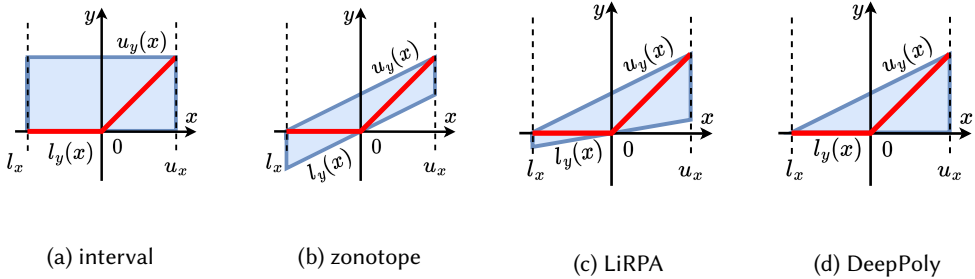 y
u_y(x)
x
l_x
l_y(x)
0
u_x
(a) interval
y
u_y(x)
x
l_x
l_y(x)
0
u_x
(b) zonotope
y
u_y(x)
x
l_x
l_y(x)
0
u_x
(c) LiRPA
y
u_y(x)
x
l_x
l_y(x)
0
u_x
(d) DeepPoly